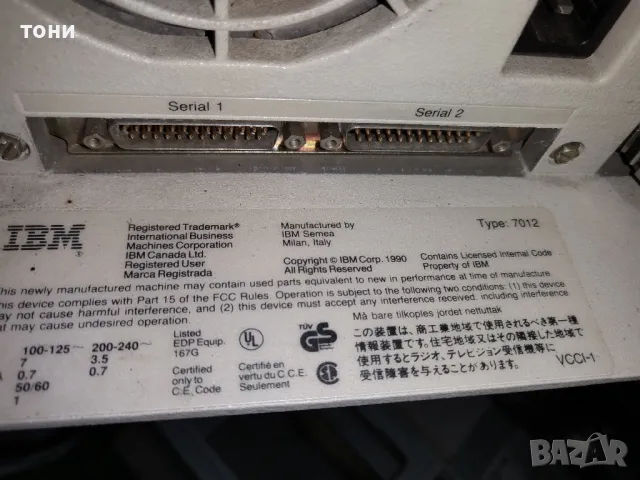 ТОНИ
Serial 1
Serial 2
IBM
Registered Trademark®
International Business
Machines Corporation
IBM Canada Ltd.
Registered User
Marca Registrada
Manufactured by
IBM Semea
Milan, Italy
Copyright © IBM Corp. 1990
All Rights Reserved
Type: 7012
Contains Licensed Internal Code
Property of IBM
This newly manufactured machine may contain used parts equivalent to new in performance at time of manufacture.
this device complies with Part 15 of the FCC Rules. Operation is subject to the following two conditions: (1) this device
may not cause harmful interference, and (2) this device must accept any interference received, including interference
at may cause undesired operation.
100-125~ 200-240~
7 3.5
0.7 0.7
50/60
1
Listed
EDP Equip.
167G
Certified
only to
C.E. Code
UL
Certifié en
vertu du C.C.E.
Seulement
TÜV
GS
Må bare tilkoples jordet nettuttak
この装置は、商工業地域で使用されるべき第一種
情報装置です。住宅地域又はその隣接した地域で
使用するとラジオ、テレビジョン受信機等に
受信障害を与えることがあります。
VCCI-1
BAZAR